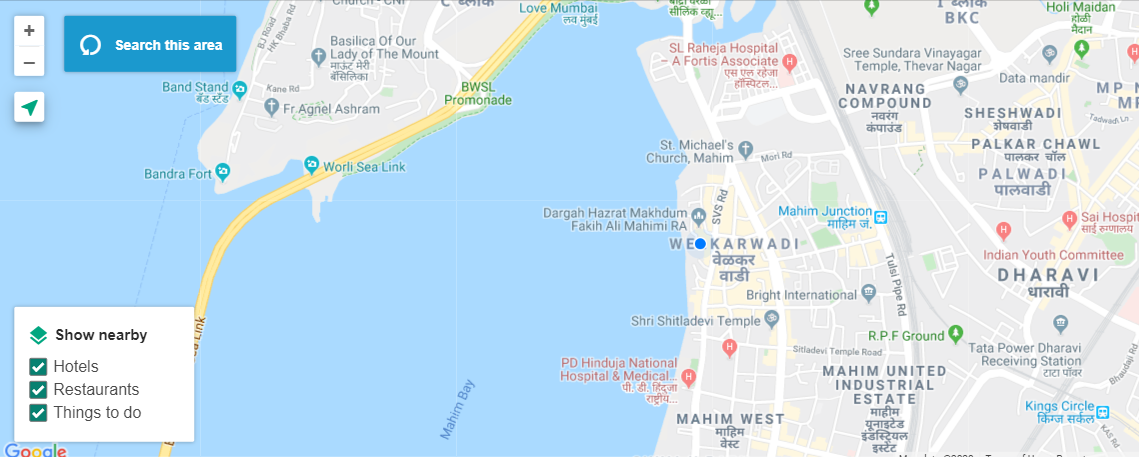 Church - CNI
Love Mumbai
लव मुंबई
सीलिंक व्ह्यू...
BKC
Holi Maidan
होळी
मैदान
Search this area
BJ Road
HK Bhaba Rd
Basilica Of Our
Lady of The Mount
माऊंट मेरी
बॅसिलिका
SL Raheja Hospital
– A Fortis Associate
एस एल रहेजा
हॉस्पिटल...
Sree Sundara Vinayagar
Temple, Thevar Nagar
Data mandir
Band Stand
बँड स्टँड
Kane Rd
Fr Agnel Ashram
BWSL
Promonade
NAVRANG
COMPOUND
नवरंग
कंपाउंड
MP N
Tadwadi Ln
SHESHWADI
शेषवाडी
St. Michael's
Church, Mahim
Mori Rd
PALKAR CHAWL
पालकर चॉल
PALWADI
पालवाडी
Bandra Fort
Worli Sea Link
SVS Rd
Dargah Hazrat Makhdum
Fakih Ali Mahimi RA
Mahim Junction
माहिम जं.
Sai Hospit
साई रुग्णालय
WE KARWADI
वेळकर
वाडी
Indian Youth Committee
DHARAVI
धारावी
Tulsi Pipe Rd
Bright International
Shri Shitladevi Temple
R.P.F Ground
Tata Power Dharavi
Receiving Station
टाटा पॉवर
Sitladevi Temple Road
Bhaudaji Rd
Show nearby
Hotels
Restaurants
Things to do
ea Link
PD Hinduja National
Hospital & Medical...
पी. डी. हिंदुजा
राष्ट्रीय...
MAHIM UNITED
INDUSTRIAL
ESTATE
माहीम
यूनाइटेड
इंडस्ट्रियल
इस्टेट
Mahim Bay
MAHIM WEST
माहिम
वेस्ट
Kings Circle
किंग्ज सर्कल
KAS Rd
Google